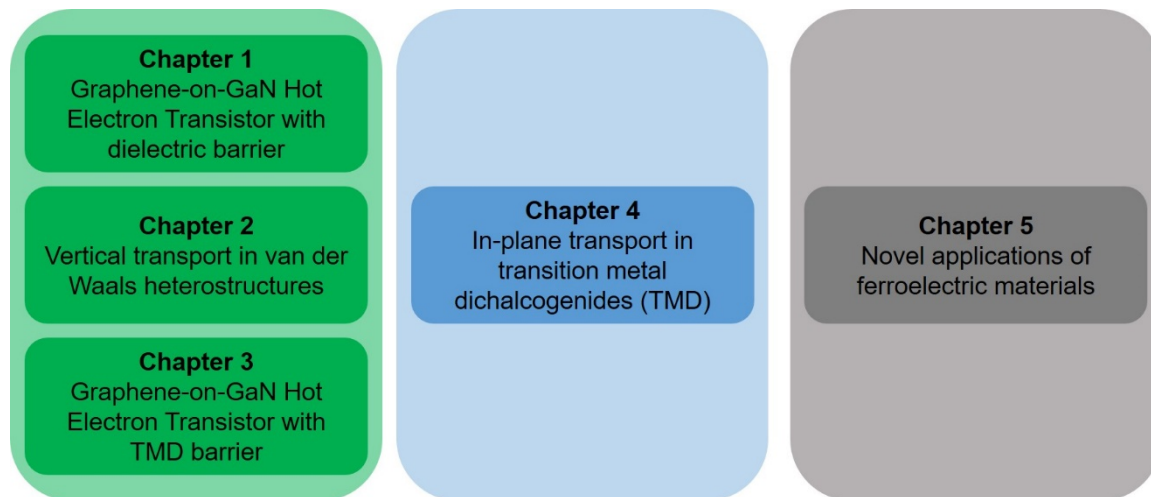 Chapter 1
Graphene-on-GaN Hot
Electron Transistor with
dielectric barrier
Chapter 2
Vertical transport in van der
Waals heterostructures
Chapter 3
Graphene-on-GaN Hot
Electron Transistor with
TMD barrier
Chapter 4
In-plane transport in
transition metal
dichalcogenides (TMD)
Chapter 5
Novel applications of
ferroelectric materials